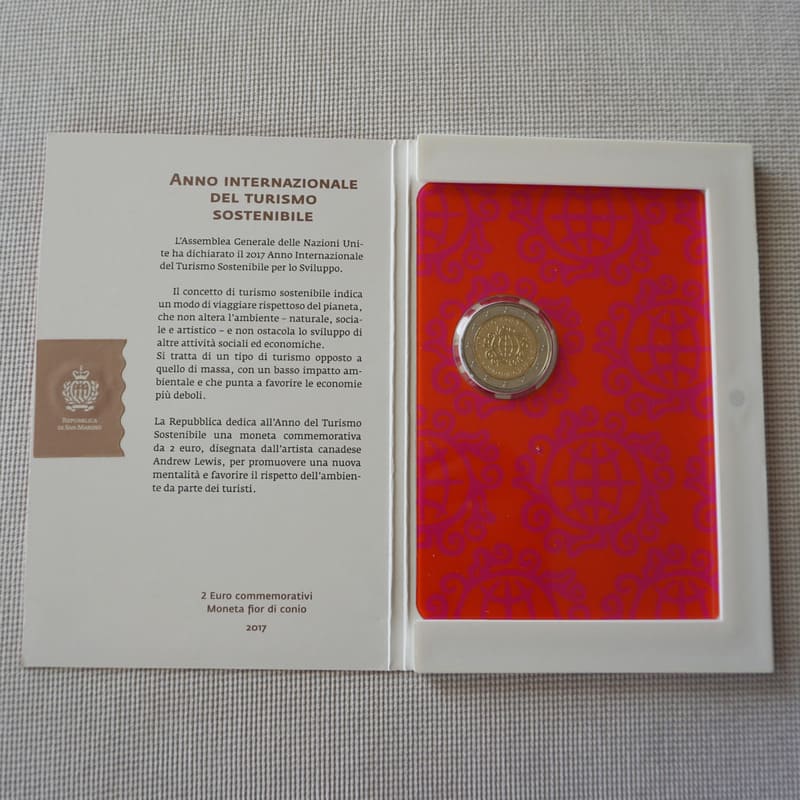 ANNO INTERNAZIONALE
DEL TURISMO
SOSTENIBILE
L'Assemblea Generale delle Nazioni Uni-
te ha dichiarato il 2017 Anno Internazionale
del Turismo Sostenibile per lo Sviluppo.
Il concetto di turismo sostenibile indica
un modo di viaggiare rispettoso del pianeta,
che non altera l'ambiente – naturale, socia-
le e artistico – e non ostacola lo sviluppo di
altre attività sociali ed economiche.
Si tratta di un tipo di turismo opposto a
quello di massa, con un basso impatto am-
bientale e che punta a favorire le economie
più deboli.
La Repubblica dedica all'Anno del Turismo
Sostenibile una moneta commemorativa
da 2 euro, disegnata dall'artista canadese
Andrew Lewis, per promuovere una nuova
mentalità e favorire il rispetto dell'ambien-
te da parte dei turisti.
REPUBBLICA
DI SAN MARINO
2 Euro commemorativi
Moneta fior di conio
2017